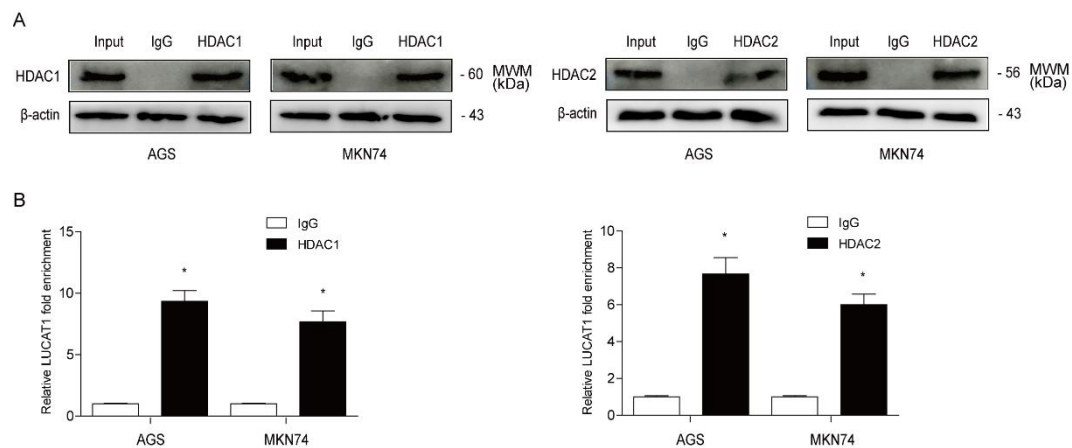 A
Input IgG HDAC1 Input IgG HDAC1 Input IgG HDAC2 Input IgG HDAC2
HDAC1 - 60 MWM (kDa) HDAC2 - 56 MWM (kDa)
β-actin - 43 β-actin - 43
AGS MKN74 AGS MKN74
B
Relative LUCAT1 fold enrichment
IgG
HDAC1
15
10
5
0
* *
AGS MKN74
Relative LUCAT1 fold enrichment
IgG
HDAC2
10
8
6
4
2
0
* *
AGS MKN74